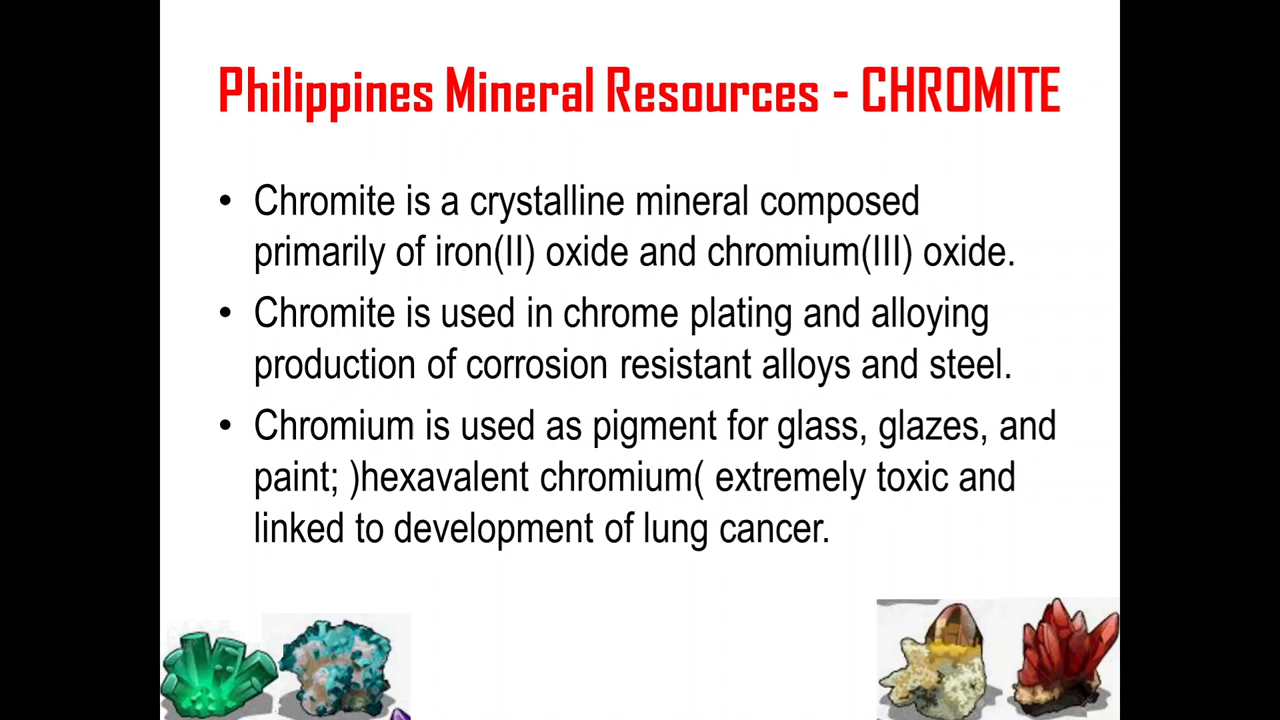 Philippines Mineral Resources - CHROMITE
• Chromite is a crystalline mineral composed
primarily of iron(II) oxide and chromium(III) oxide.
• Chromite is used in chrome plating and alloying
production of corrosion resistant alloys and steel.
• Chromium is used as pigment for glass, glazes, and
paint; )hexavalent chromium( extremely toxic and
linked to development of lung cancer.